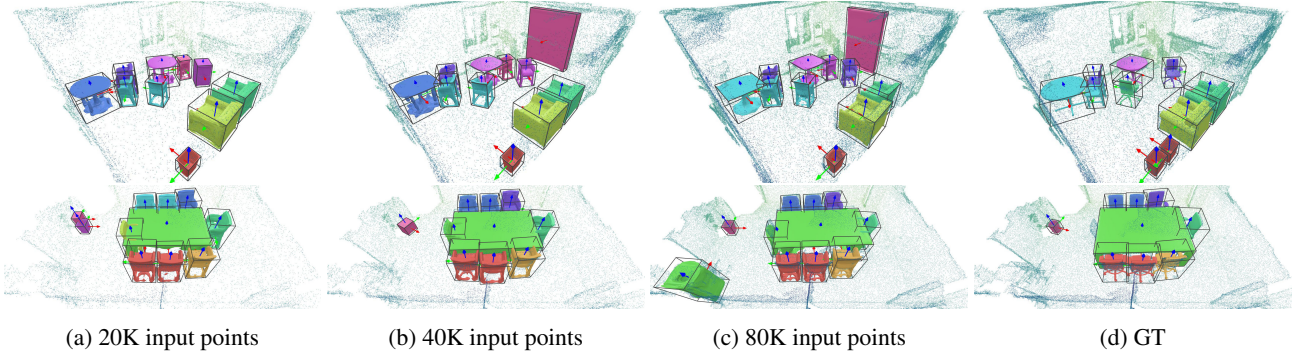 (a) 20K input points
(b) 40K input points
(c) 80K input points
(d) GT